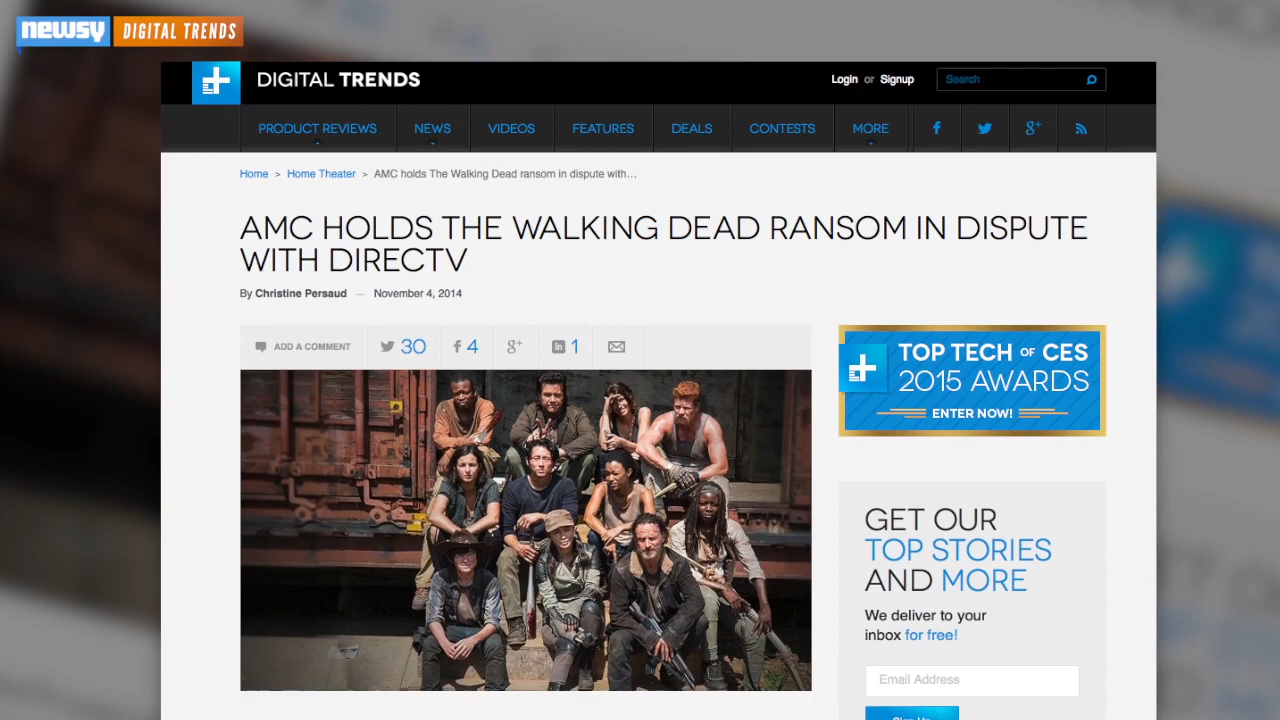 newsy DIGITAL TRENDS
DIGITAL TRENDS
Login or Signup
Search
PRODUCT REVIEWS NEWS VIDEOS FEATURES DEALS CONTESTS MORE f g+
Home > Home Theater > AMC holds The Walking Dead ransom in dispute with...
AMC HOLDS THE WALKING DEAD RANSOM IN DISPUTE
WITH DIRECTV
By Christine Persaud — November 4, 2014
ADD A COMMENT 30 f 4 g+ in 1
TOP TECH OF CES
2015 AWARDS
ENTER NOW!
GET OUR
TOP STORIES
AND MORE
We deliver to your
inbox for free!
Email Address
Sign Up